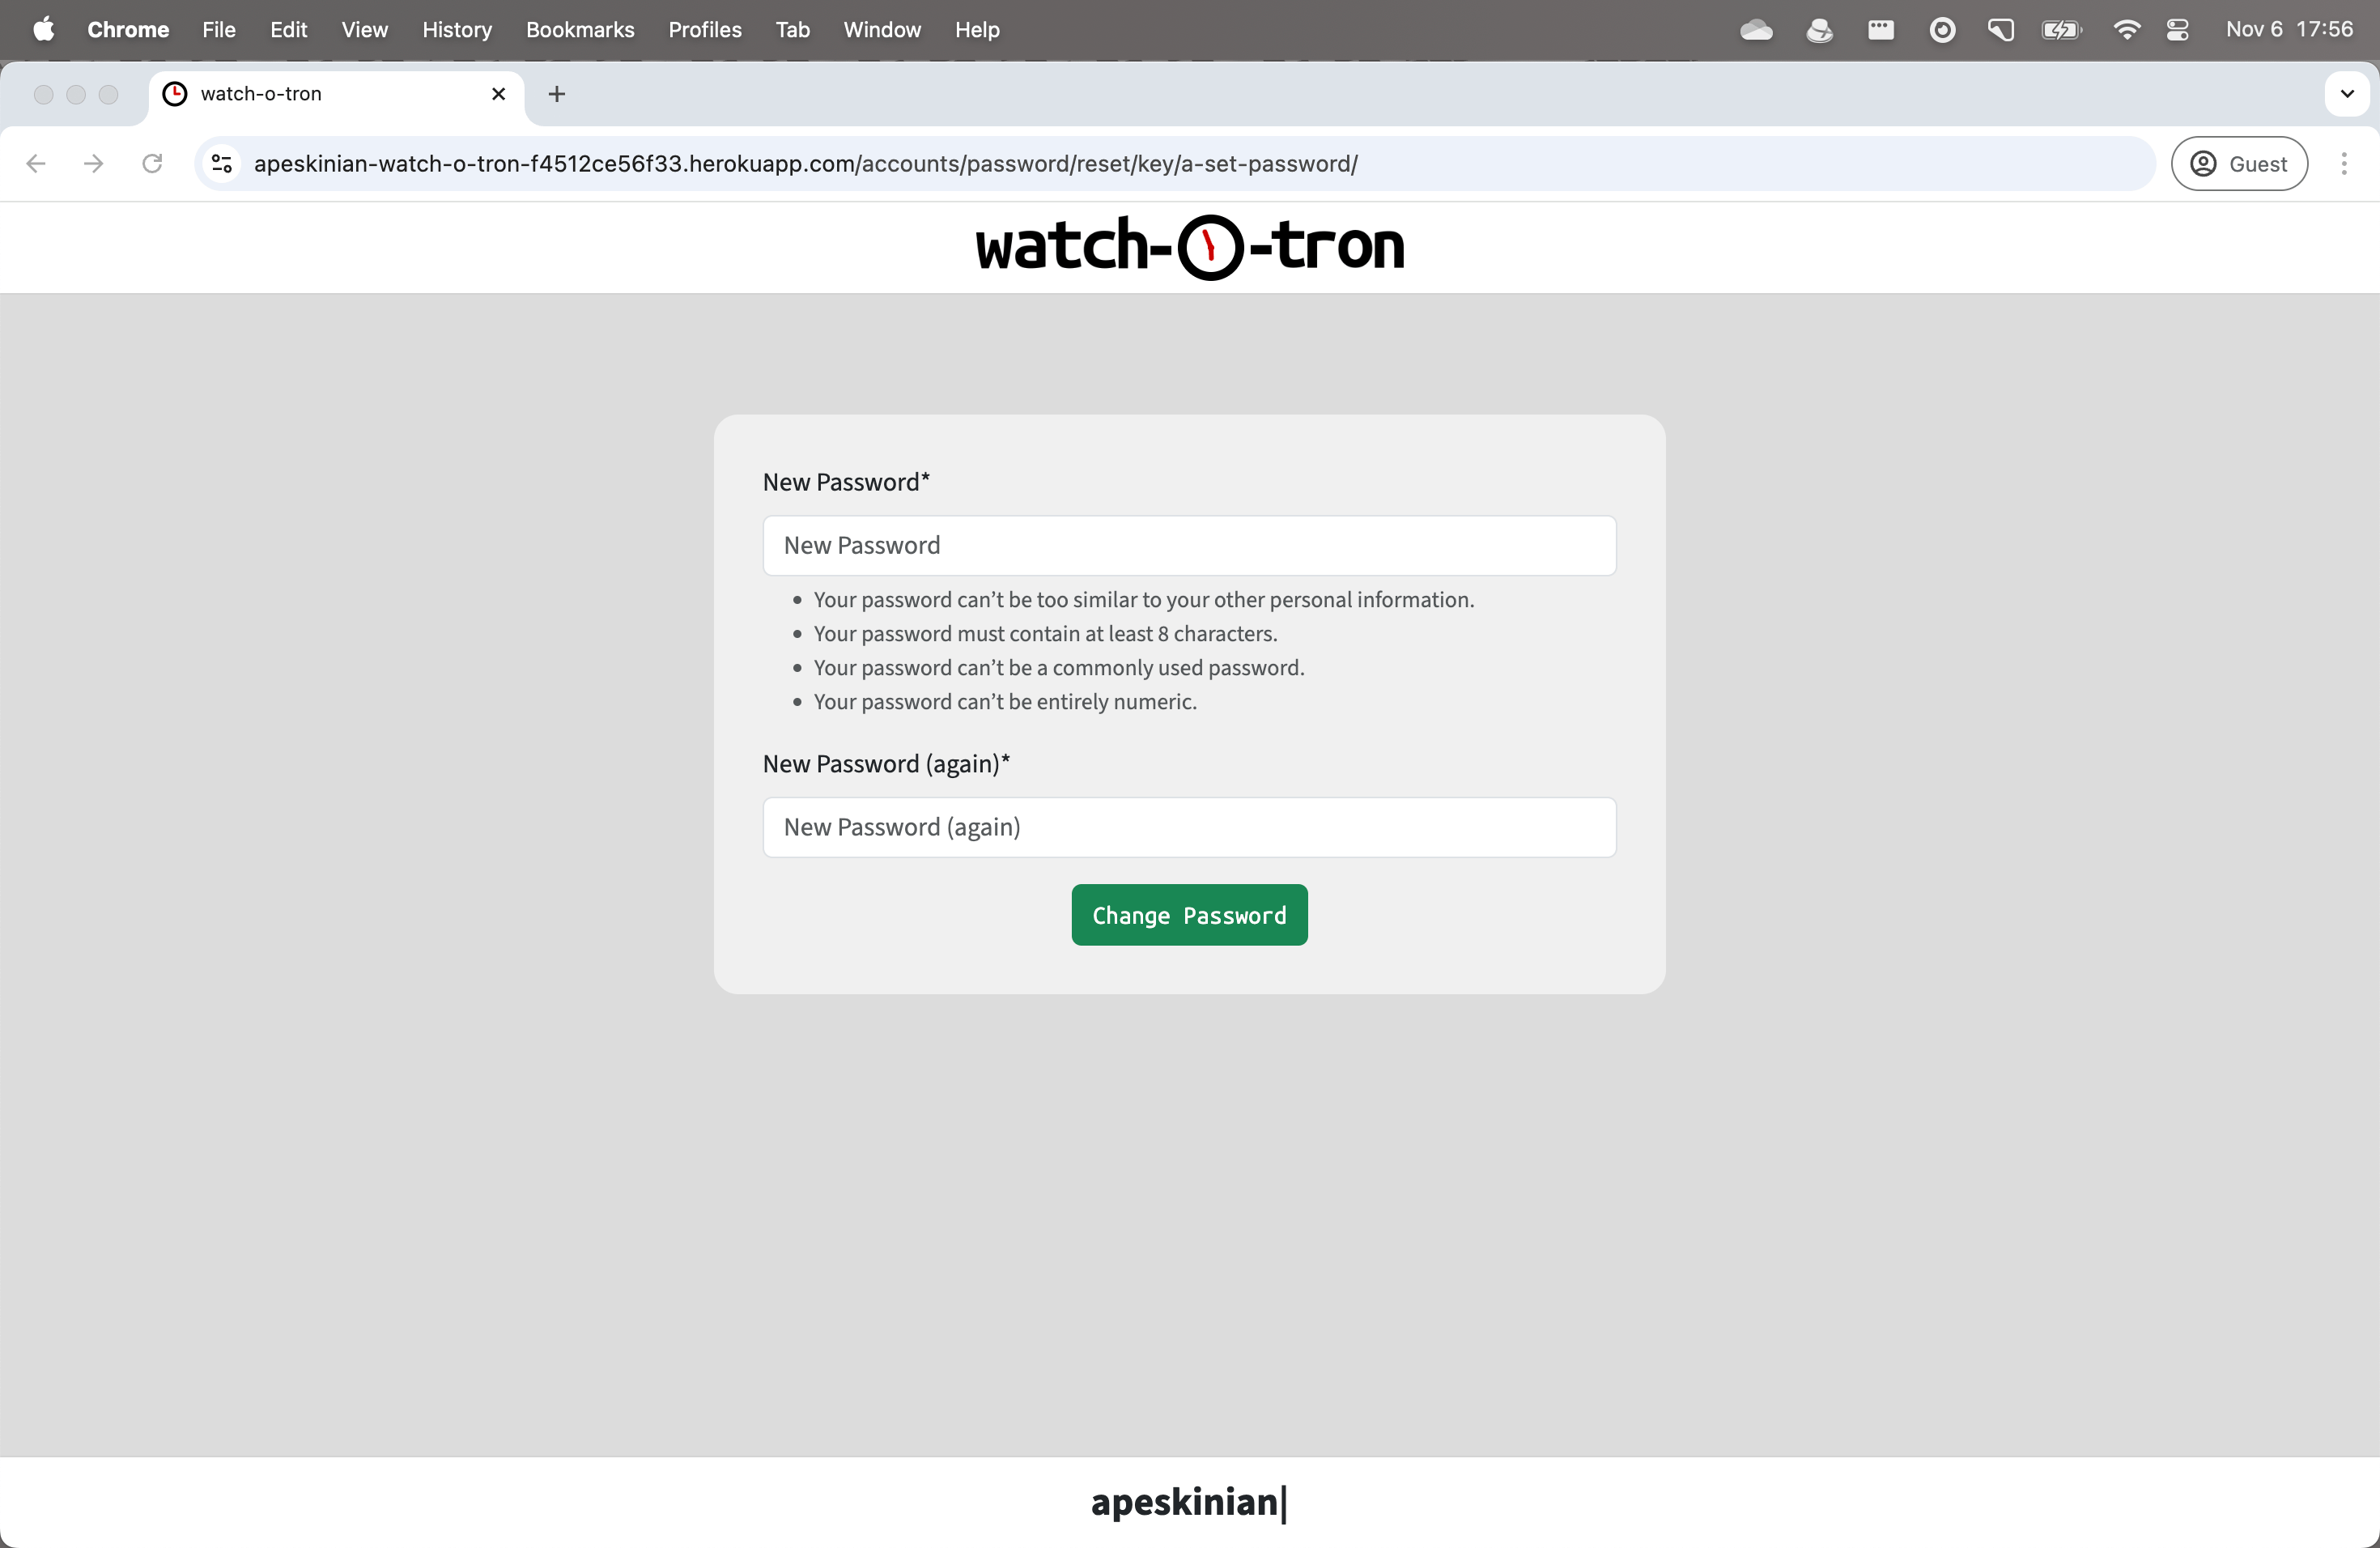 Chrome File Edit View History Bookmarks Profiles Tab Window Help Nov 6 17:56
watch-o-tron
apeskinian-watch-o-tron-f4512ce56f33.herokuapp.com/accounts/password/reset/key/a-set-password/ Guest
watch-O-tron
New Password*
New Password
• Your password can’t be too similar to your other personal information.
• Your password must contain at least 8 characters.
• Your password can’t be a commonly used password.
• Your password can’t be entirely numeric.
New Password (again)*
New Password (again)
Change Password
apeskinian|